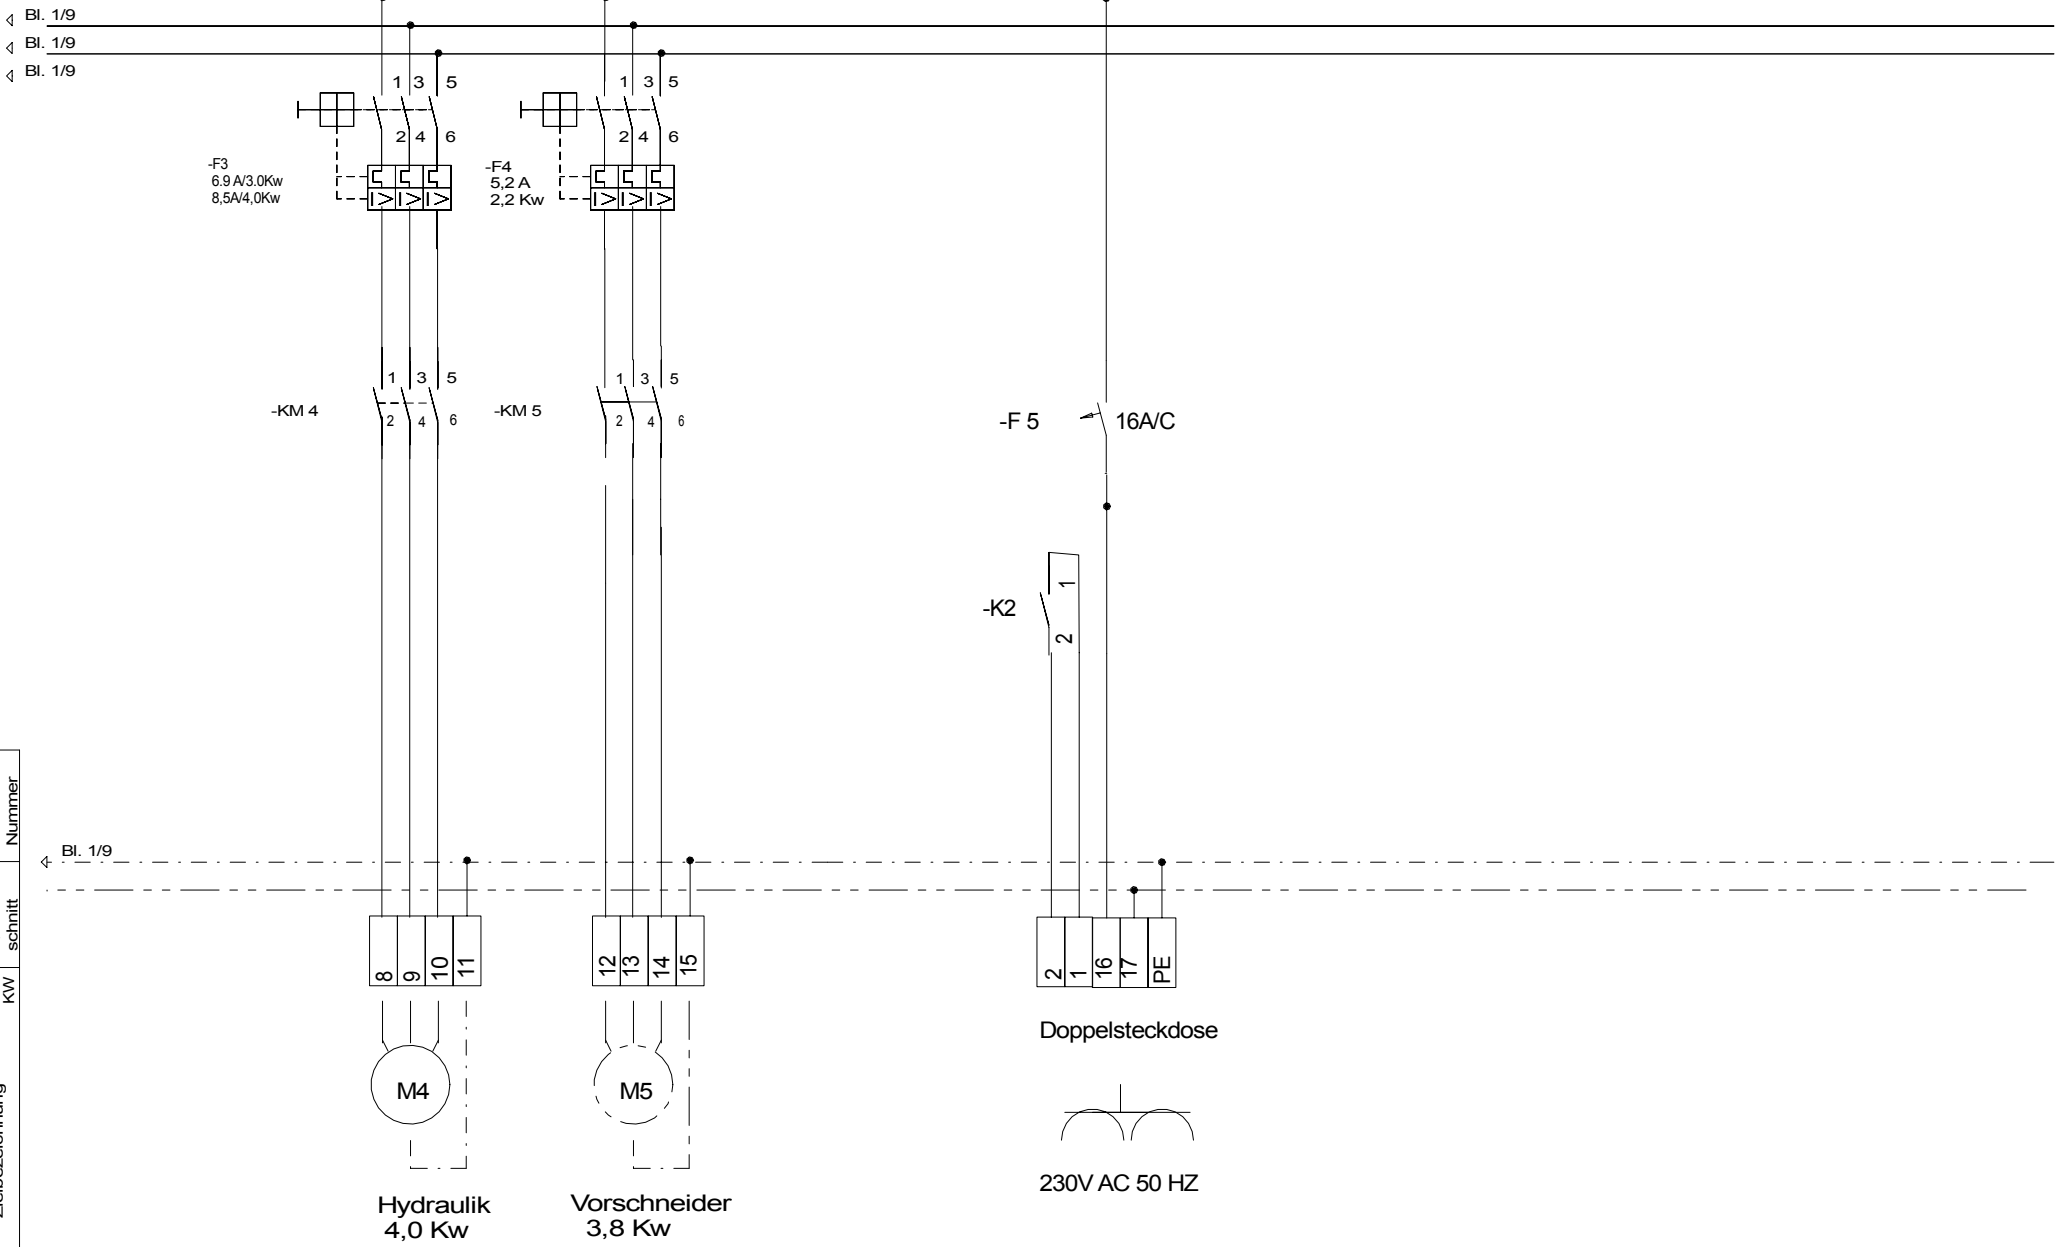 Bl. 1/9
Bl. 1/9
Bl. 1/9
1 3 5
1 3 5
2 4 6
2 4 6
-F3
6.9 A/3.0Kw
8,5A/4,0Kw
-F4
5,2 A
2,2 Kw
I> I> I>
I> I> I>
1 3 5
1 3 5
-KM 4
2 4 6
-KM 5
2 4 6
-F 5
16A/C
-K2
1
2
Nummer
schnitt
KW
Bl. 1/9
8 9 10 11
12 13 14 15
2 1 16 17 PE
M4
M5
Doppelsteckdose
230V AC 50 HZ
Hydraulik
4,0 Kw
Vorschneider
3,8 Kw